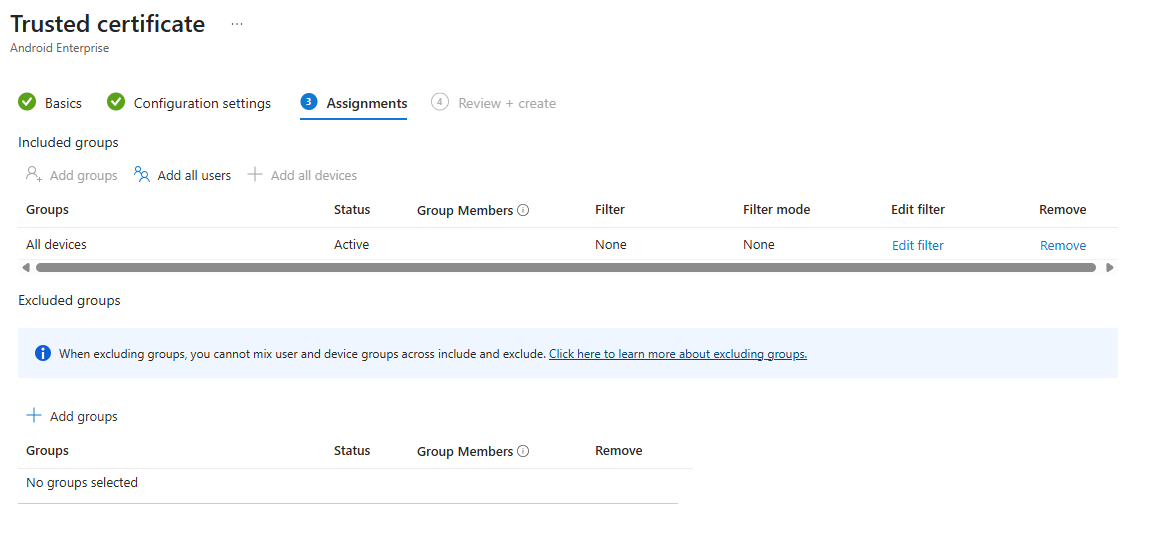 Trusted certificate ...
Android Enterprise
Basics Configuration settings 3 Assignments 4 Review + create
Included groups
Add groups Add all users Add all devices
Groups Status Group Members Filter Filter mode Edit filter Remove
All devices Active None None Edit filter Remove
Excluded groups
When excluding groups, you cannot mix user and device groups across include and exclude. Click here to learn more about excluding groups.
Add groups
Groups Status Group Members Remove
No groups selected